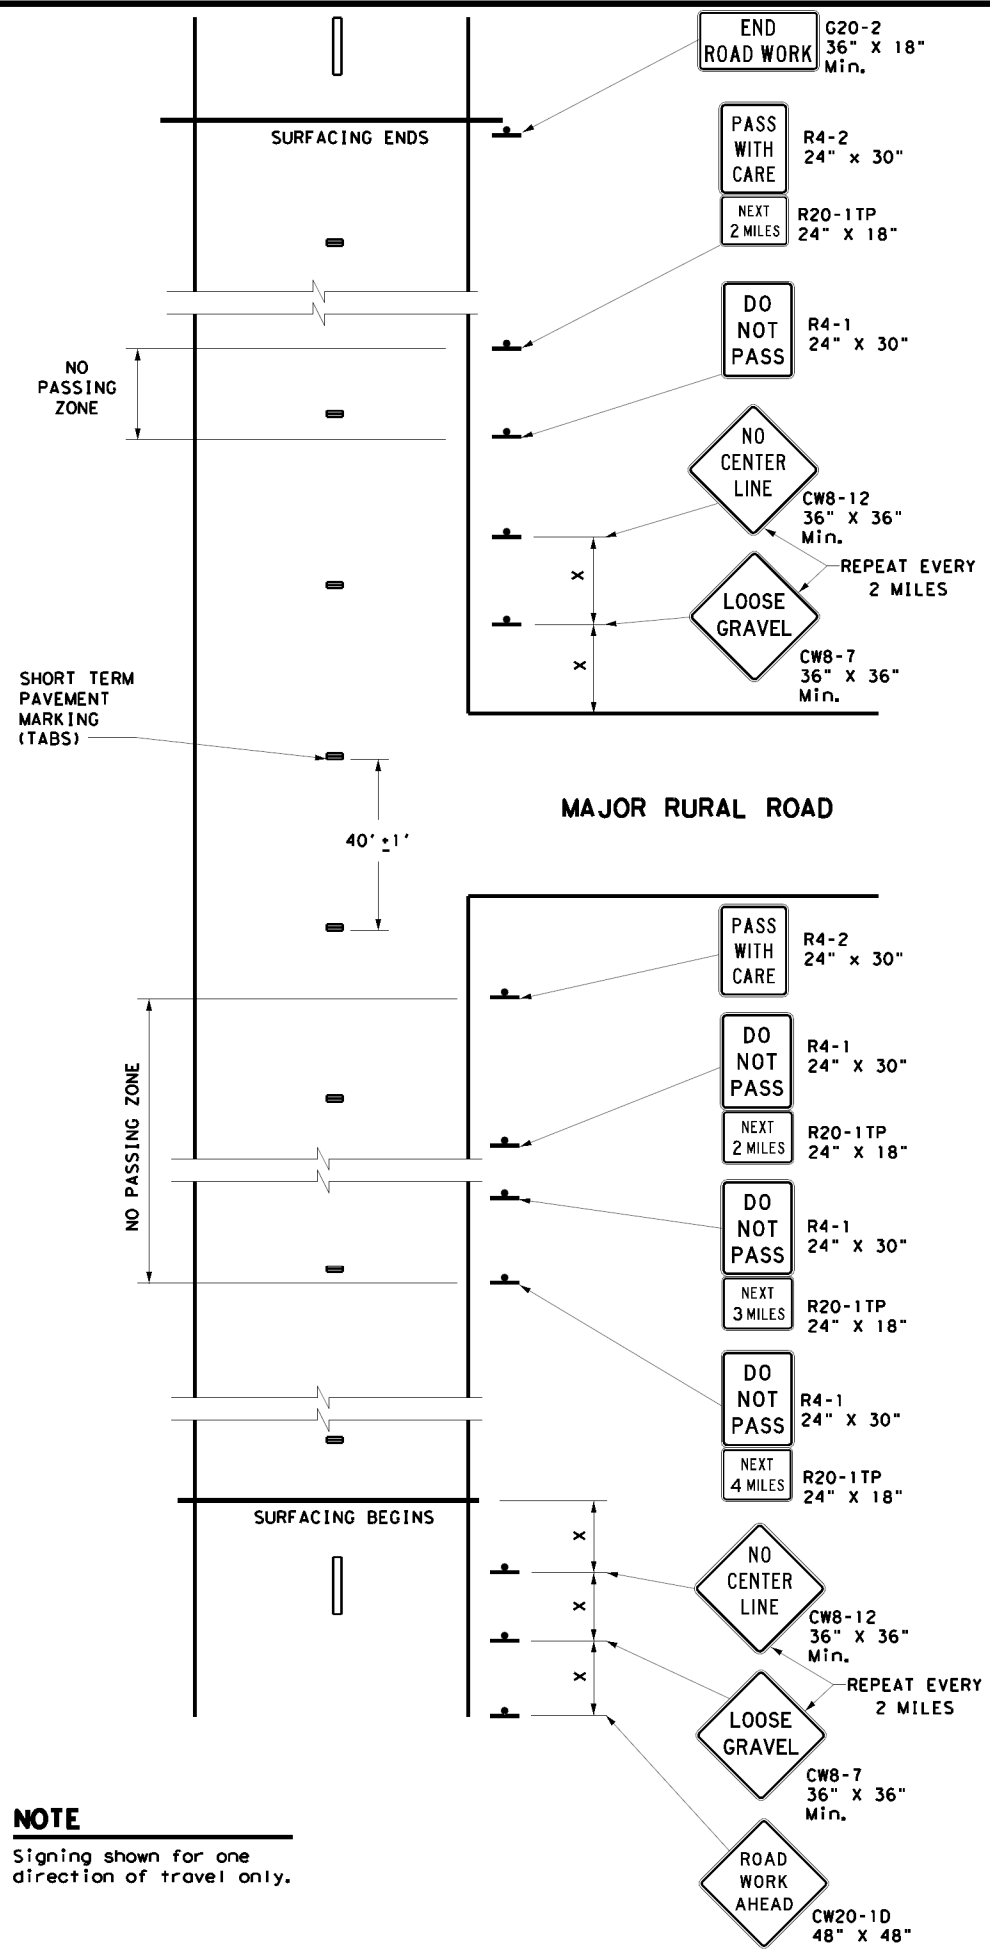 END
ROAD WORK
G20-2
36" X 18"
Min.
SURFACING ENDS
PASS
WITH
CARE
R4-2
24" x 30"
NEXT
2 MILES
R20-1TP
24" X 18"
DO
NOT
PASS
R4-1
24" X 30"
NO
PASSING
ZONE
NO
CENTER
LINE
CW8-12
36" X 36"
Min.
X
REPEAT EVERY
2 MILES
LOOSE
GRAVEL
CW8-7
36" X 36"
Min.
X
SHORT TERM
PAVEMENT
MARKING
(TABS)
MAJOR RURAL ROAD
40' ±1'
PASS
WITH
CARE
R4-2
24" x 30"
DO
NOT
PASS
R4-1
24" X 30"
NEXT
2 MILES
R20-1TP
24" X 18"
NO PASSING ZONE
DO
NOT
PASS
R4-1
24" X 30"
NEXT
3 MILES
R20-1TP
24" X 18"
DO
NOT
PASS
R4-1
24" X 30"
NEXT
4 MILES
R20-1TP
24" X 18"
SURFACING BEGINS
X
NO
CENTER
LINE
CW8-12
36" X 36"
Min.
X
REPEAT EVERY
2 MILES
X
LOOSE
GRAVEL
CW8-7
36" X 36"
Min.
ROAD
WORK
AHEAD
CW20-1D
48" X 48"
NOTE
Signing shown for one
direction of travel only.